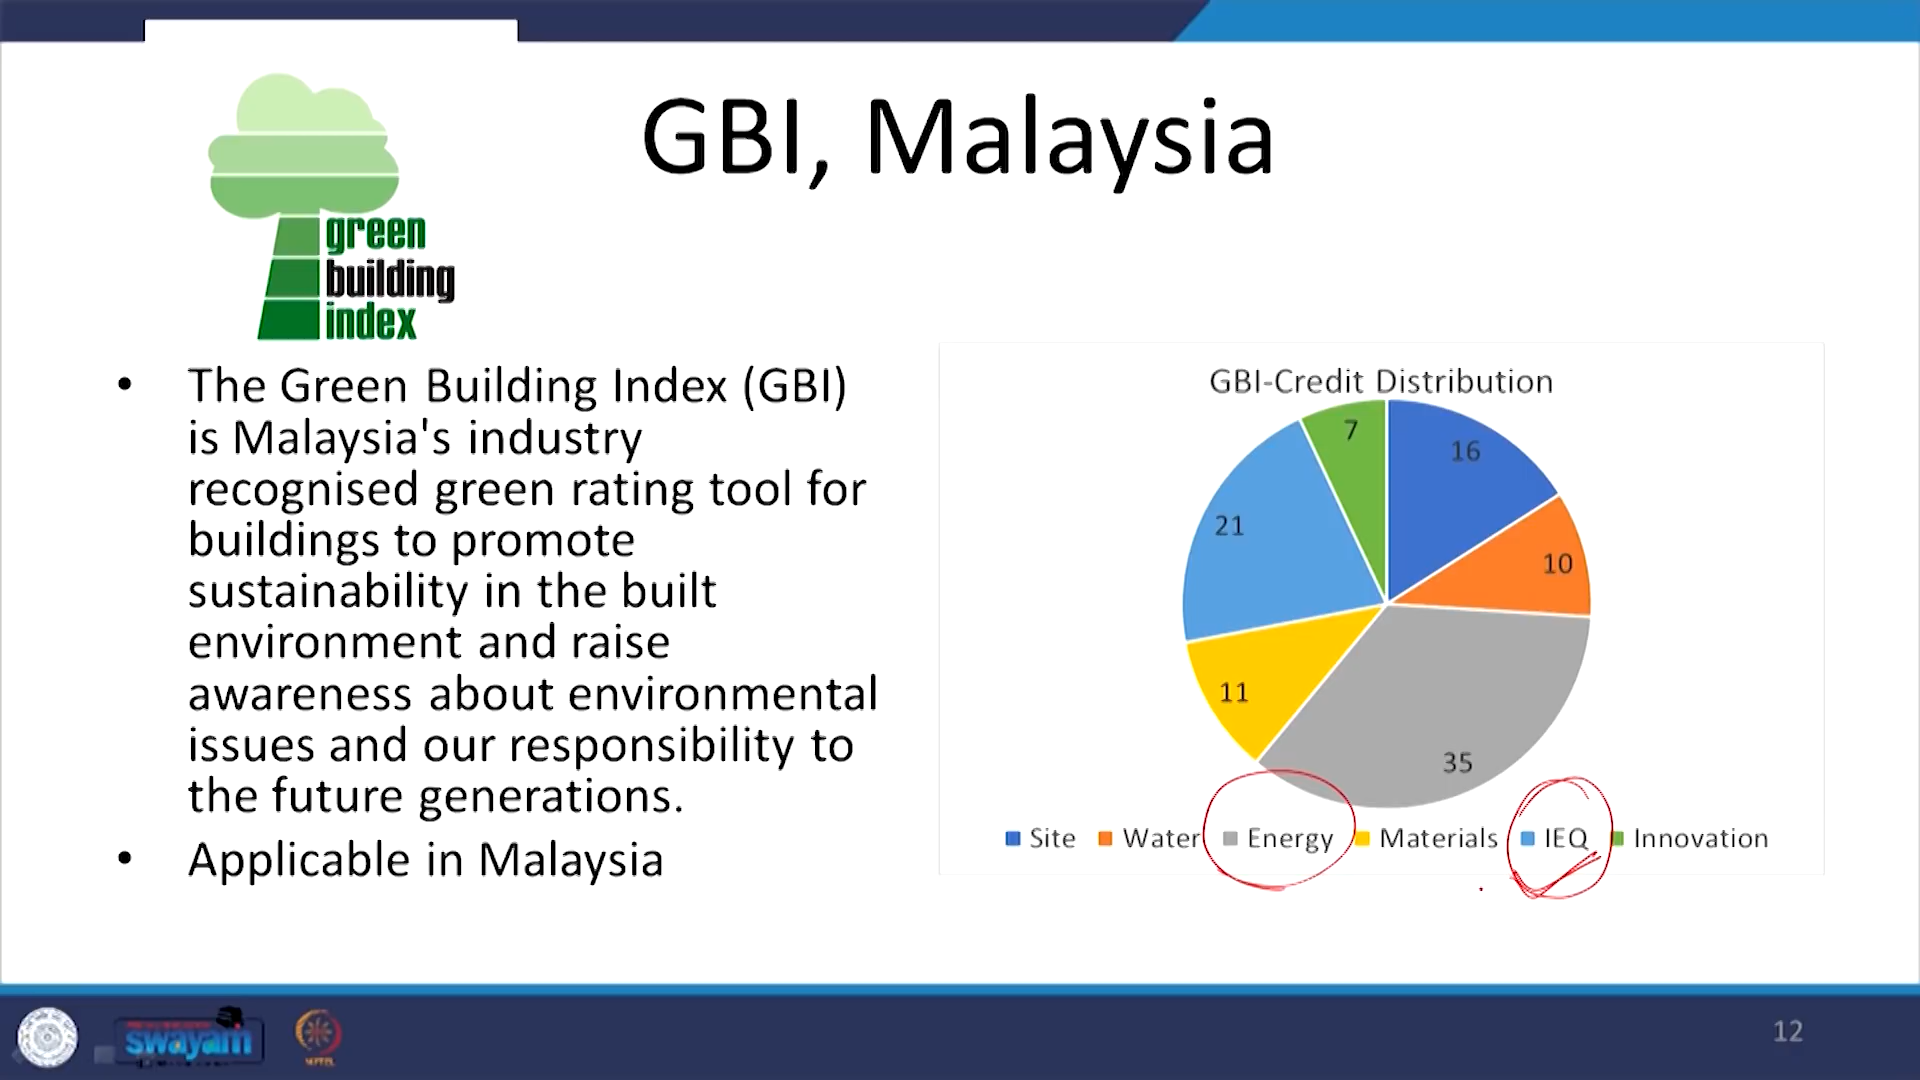 GBI, Malaysia
green
building
index
• The Green Building Index (GBI)
is Malaysia's industry
recognised green rating tool for
buildings to promote
sustainability in the built
environment and raise
awareness about environmental
issues and our responsibility to
the future generations.
• Applicable in Malaysia
GBI-Credit Distribution
7
16
21
10
11
35
Site Water Energy Materials IEQ Innovation
swayam
12